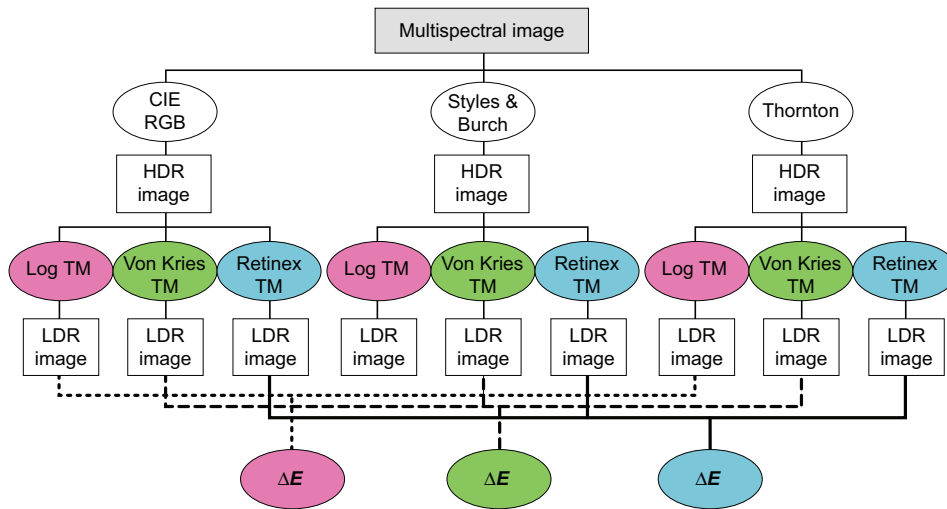 Multispectral image
CIE
RGB
Styles &
Burch
Thornton
HDR
image
HDR
image
HDR
image
Log TM
Von Kries
TM
Retinex
TM
Log TM
Von Kries
TM
Retinex
TM
Log TM
Von Kries
TM
Retinex
TM
LDR
image
LDR
image
LDR
image
LDR
image
LDR
image
LDR
image
LDR
image
LDR
image
LDR
image
ΔE
ΔE
ΔE